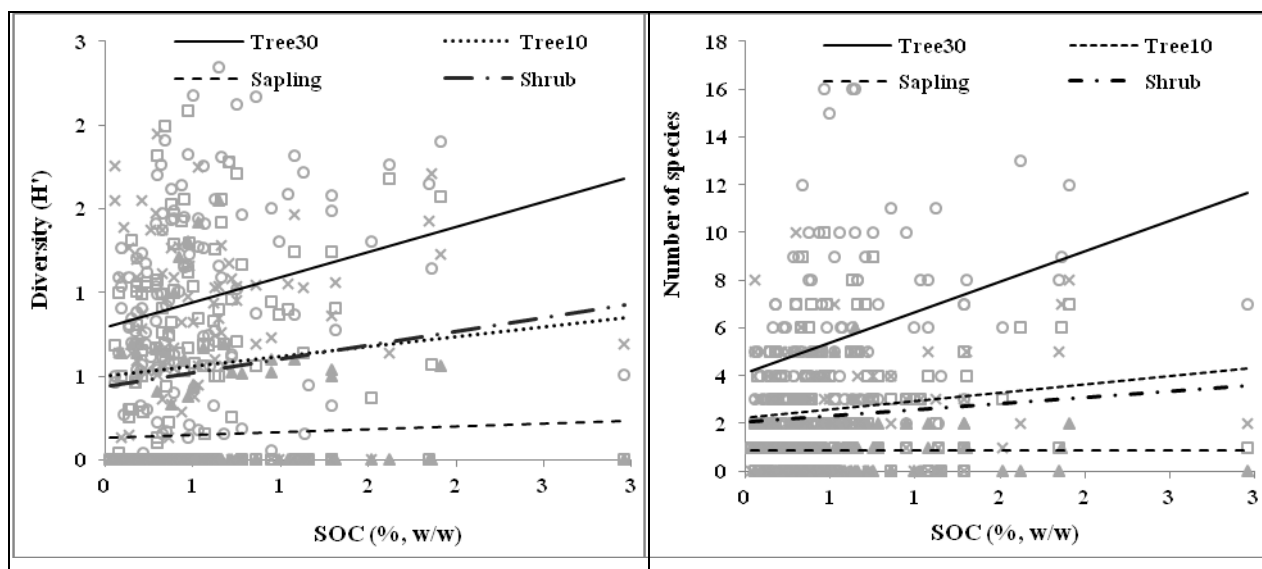 Tree30 Tree10
Sapling Shrub
Diversity (H')
3
2
2
1
1
0
0 1 1 2 2 3 3
SOC (%, w/w)
Tree30 Tree10
Sapling Shrub
Number of species
18
16
14
12
10
8
6
4
2
0
0 1 1 2 2 3 3
SOC (%, w/w)